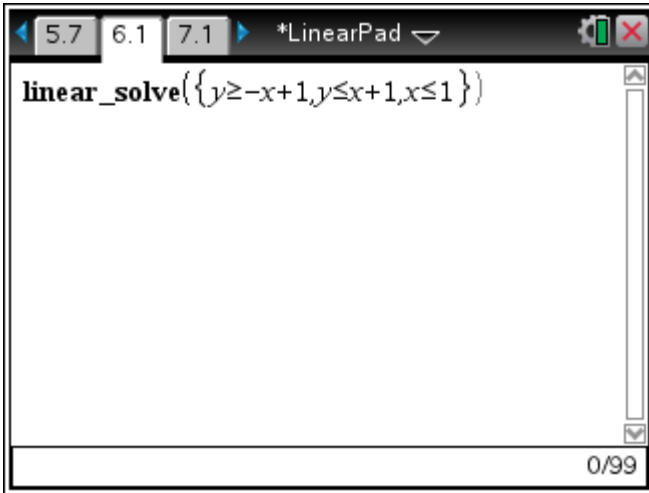 5.7 6.1 7.1 *LinearPad
linear_solve({y≥−x+1,y≤x+1,x≤1})
0/99